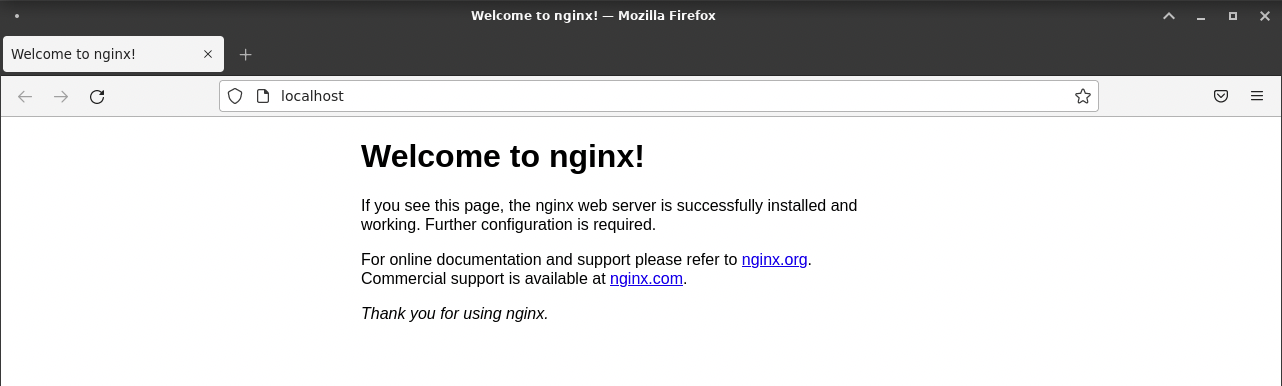 Welcome to nginx! — Mozilla Firefox
Welcome to nginx!
localhost
Welcome to nginx!
If you see this page, the nginx web server is successfully installed and
working. Further configuration is required.
For online documentation and support please refer to nginx.org.
Commercial support is available at nginx.com.
Thank you for using nginx.